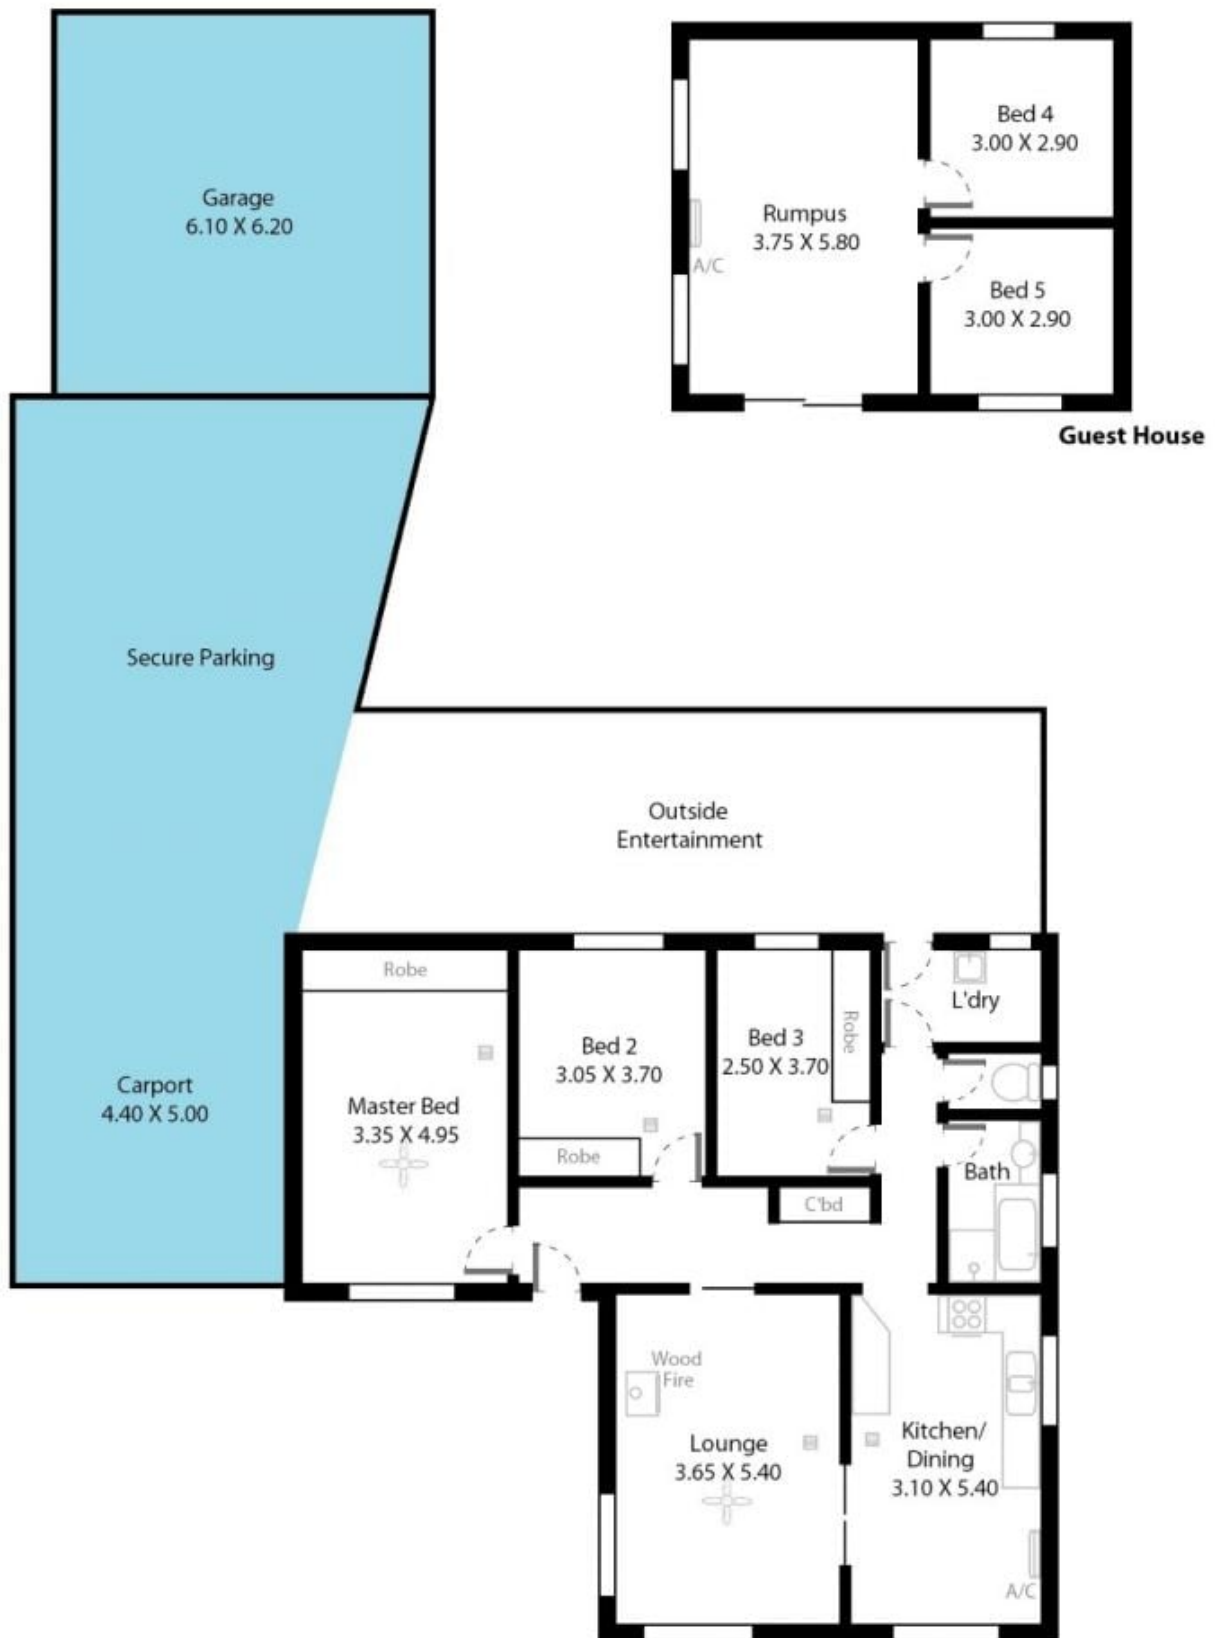 Garage
6.10 X 6.20
Bed 4
3.00 X 2.90
Rumpus
3.75 X 5.80
A/C
Bed 5
3.00 X 2.90
Guest House
Secure Parking
Outside
Entertainment
Robe
L'dry
Bed 2
3.05 X 3.70
Bed 3
2.50 X 3.70
Robe
Carport
4.40 X 5.00
Master Bed
3.35 X 4.95
Robe
Bath
C'bd
Wood
Fire
Lounge
3.65 X 5.40
Kitchen/
Dining
3.10 X 5.40
A/C